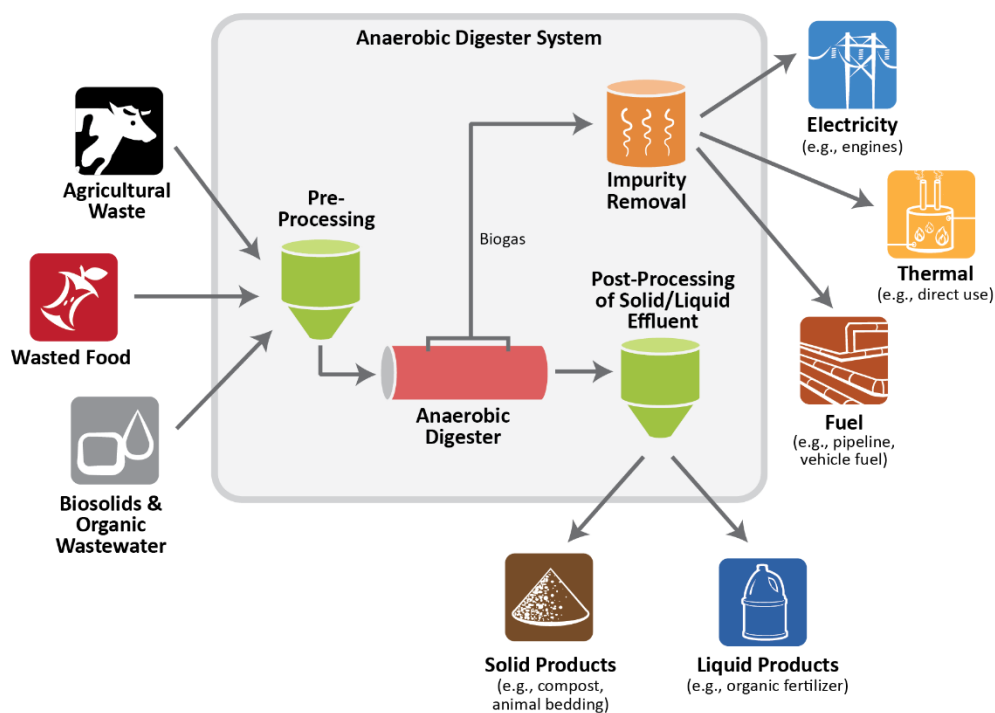 Anaerobic Digester System
Agricultural
Waste
Wasted Food
Biosolids &
Organic
Wastewater
Pre-
Processing
Anaerobic
Digester
Biogas
Impurity
Removal
Post-Processing
of Solid/Liquid
Effluent
Electricity
(e.g., engines)
Thermal
(e.g., direct use)
Fuel
(e.g., pipeline,
vehicle fuel)
Solid Products
(e.g., compost,
animal bedding)
Liquid Products
(e.g., organic fertilizer)